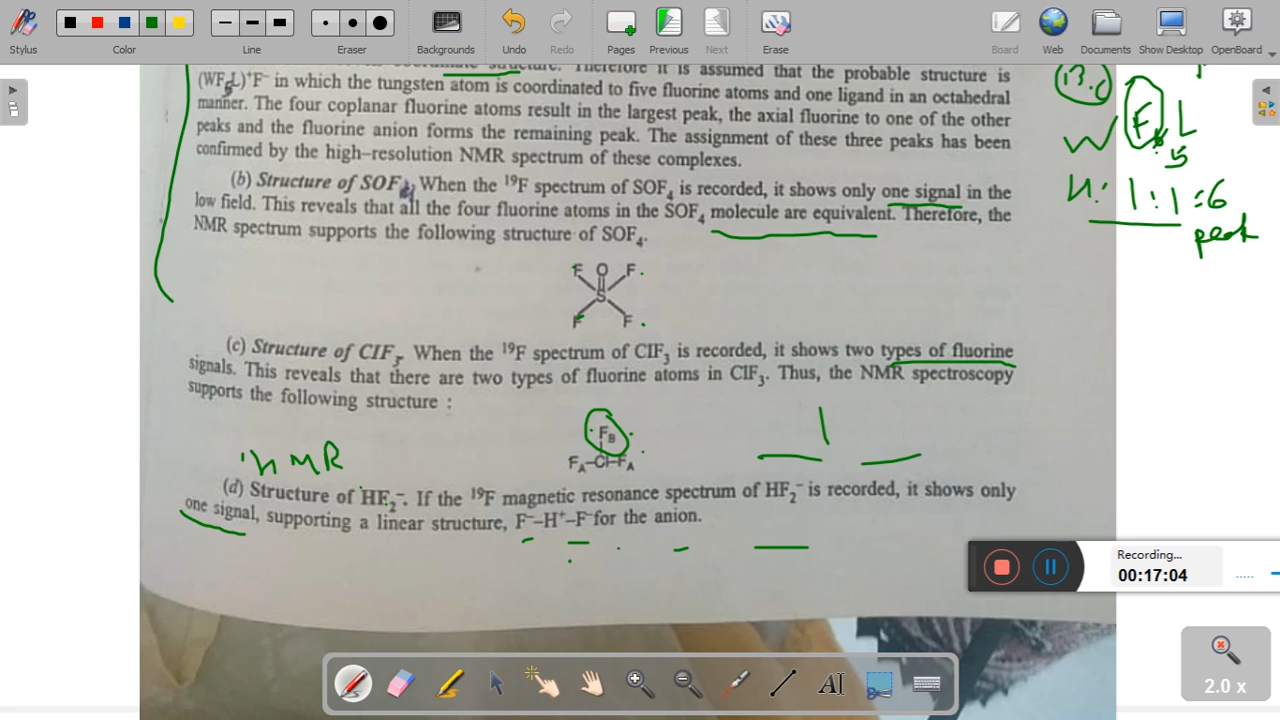 Stylus
Color
Line
Eraser
Backgrounds
Undo
Redo
Pages
Previous
Next
Erase
Board
Web
Documents
Show Desktop
OpenBoard
structure. Therefore it is assumed that the probable structure is
(WF5L)+F- in which the tungsten atom is coordinated to five fluorine atoms and one ligand in an octahedral
manner. The four coplanar fluorine atoms result in the largest peak, the axial fluorine to one of the other
peaks and the fluorine anion forms the remaining peak. The assignment of these three peaks has been
confirmed by the high-resolution NMR spectrum of these complexes.
(b) Structure of SOF4. When the 19F spectrum of SOF4 is recorded, it shows only one signal in the
low field. This reveals that all the four fluorine atoms in the SOF4 molecule are equivalent. Therefore, the
NMR spectrum supports the following structure of SOF4.
F O F
S
F F
(c) Structure of ClF3. When the 19F spectrum of ClF3 is recorded, it shows two types of fluorine
signals. This reveals that there are two types of fluorine atoms in ClF3. Thus, the NMR spectroscopy
supports the following structure :
FB
FA–Cl–FA
NMR
(d) Structure of HF2-. If the 19F magnetic resonance spectrum of HF2- is recorded, it shows only
one signal, supporting a linear structure, F-–H+–F- for the anion.
W F L
5
1:1 = 6
peak
Recording...
00:17:04
2.0 x